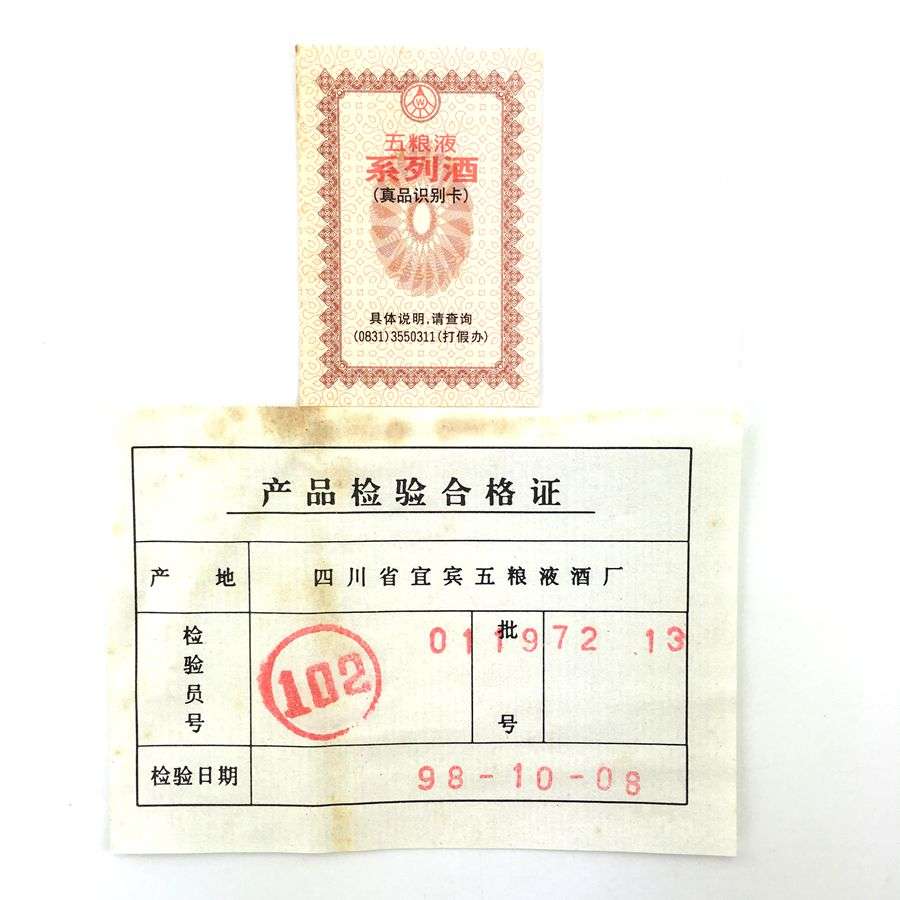 五粮液
系列酒
(真品识别卡)
具体说明,请查询
(0831)3550311(打假办)
产品检验合格证
产地 四川省宜宾五粮液酒厂
检验员号 102 批号 011972 13
检验日期 98-10-08